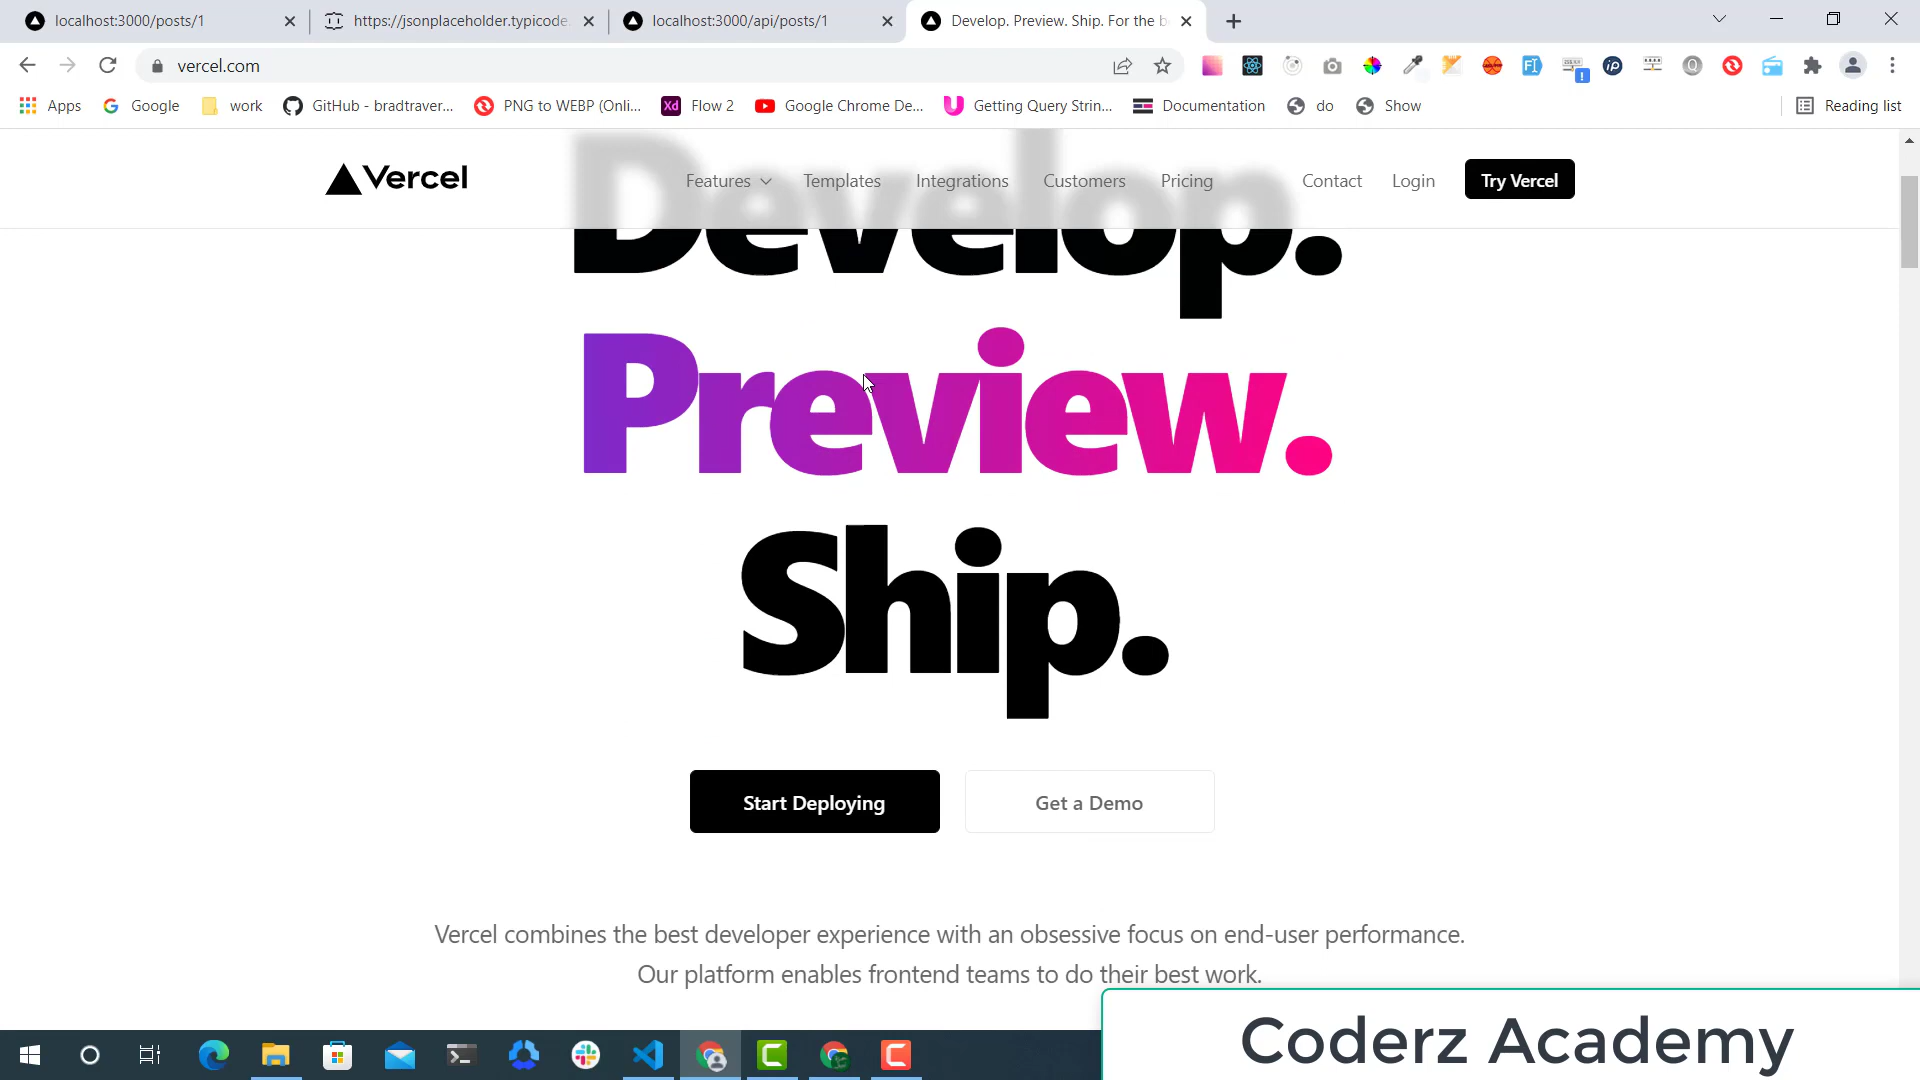 localhost:3000/posts/1
https://jsonplaceholder.typicode.
localhost:3000/api/posts/1
Develop. Preview. Ship. For the b
vercel.com
Apps
Google
work
GitHub - bradtraver...
PNG to WEBP (Onli...
Xd
Flow 2
Google Chrome De...
Getting Query Strin...
Documentation
do
Show
Reading list
Vercel
Features
Templates
Integrations
Customers
Pricing
Contact
Login
Try Vercel
Develop.
Preview.
Ship.
Start Deploying
Get a Demo
Vercel combines the best developer experience with an obsessive focus on end-user performance.
Our platform enables frontend teams to do their best work.
Coderz Academy